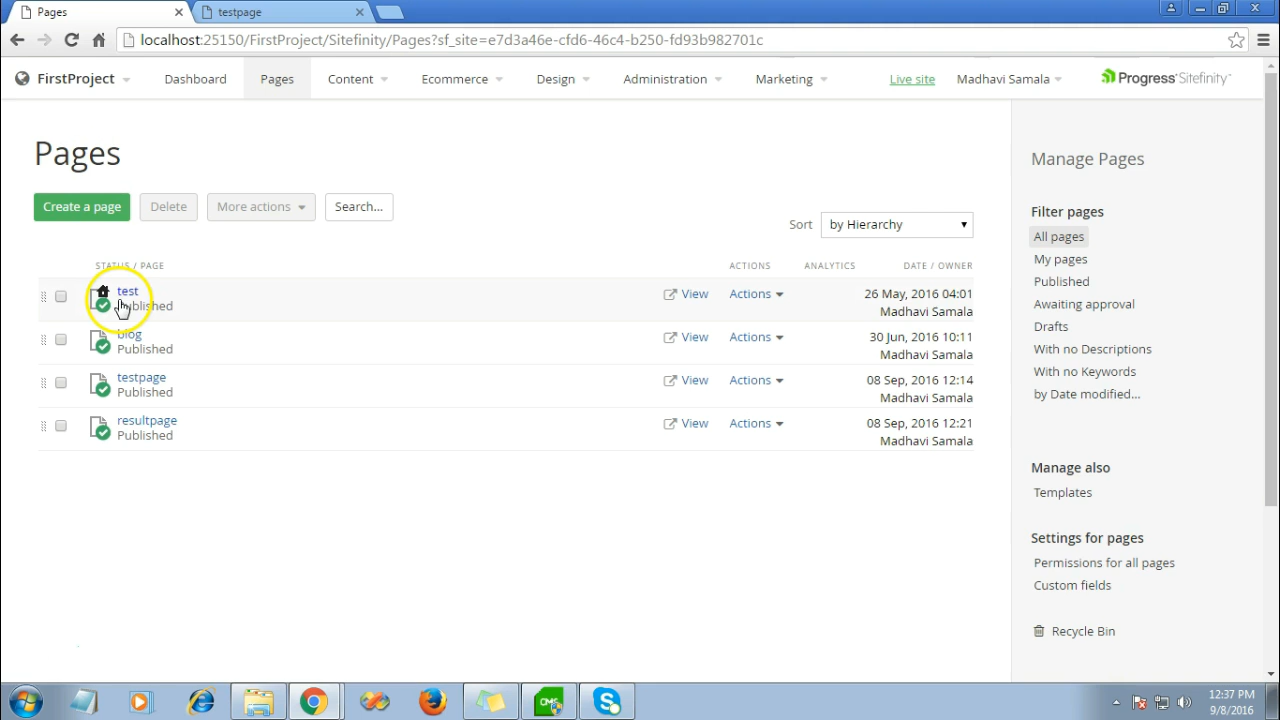 Pages
testpage
localhost:25150/FirstProject/Sitefinity/Pages?sf_site=e7d3a46e-cfd6-46c4-b250-fd93b982701c
FirstProject Dashboard Pages Content Ecommerce Design Administration Marketing Live site Madhavi Samala Progress Sitefinity
Pages
Create a page Delete More actions Search...
Sort by Hierarchy
STATUS / PAGE ACTIONS ANALYTICS DATE / OWNER
test View Actions 26 May, 2016 04:01
Published Madhavi Samala
blog View Actions 30 Jun, 2016 10:11
Published Madhavi Samala
testpage View Actions 08 Sep, 2016 12:14
Published Madhavi Samala
resultpage View Actions 08 Sep, 2016 12:21
Published Madhavi Samala
Manage Pages
Filter pages
All pages
My pages
Published
Awaiting approval
Drafts
With no Descriptions
With no Keywords
by Date modified...
Manage also
Templates
Settings for pages
Permissions for all pages
Custom fields
Recycle Bin
CMS
12:37 PM
9/8/2016